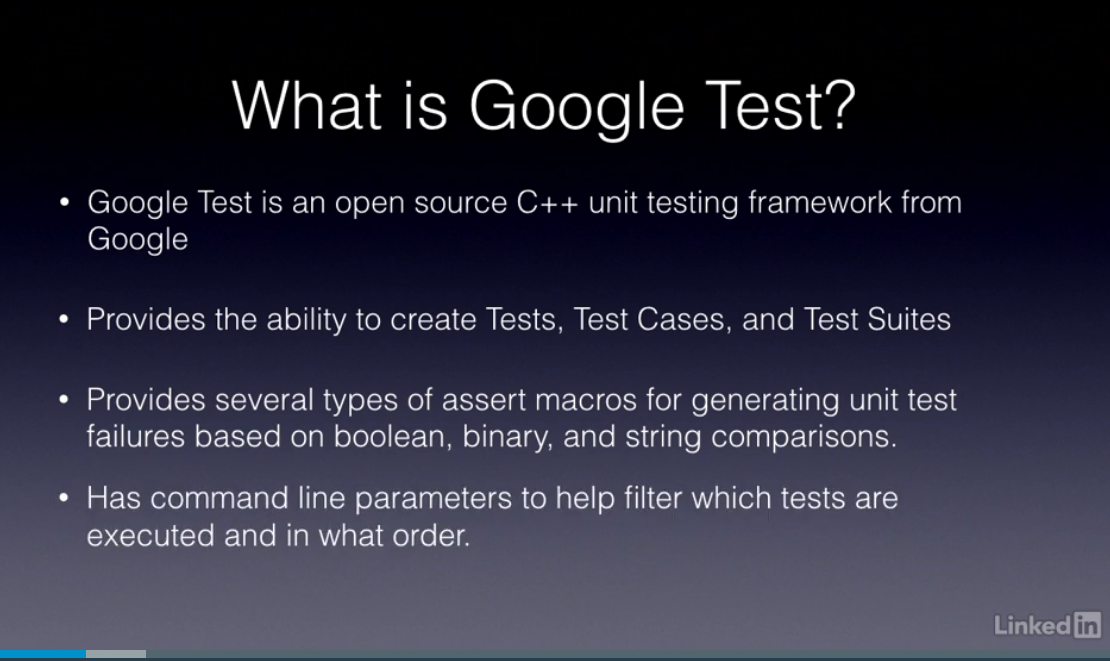 What is Google Test?
• Google Test is an open source C++ unit testing framework from
Google
• Provides the ability to create Tests, Test Cases, and Test Suites
• Provides several types of assert macros for generating unit test
failures based on boolean, binary, and string comparisons.
• Has command line parameters to help filter which tests are
executed and in what order.
Linked in